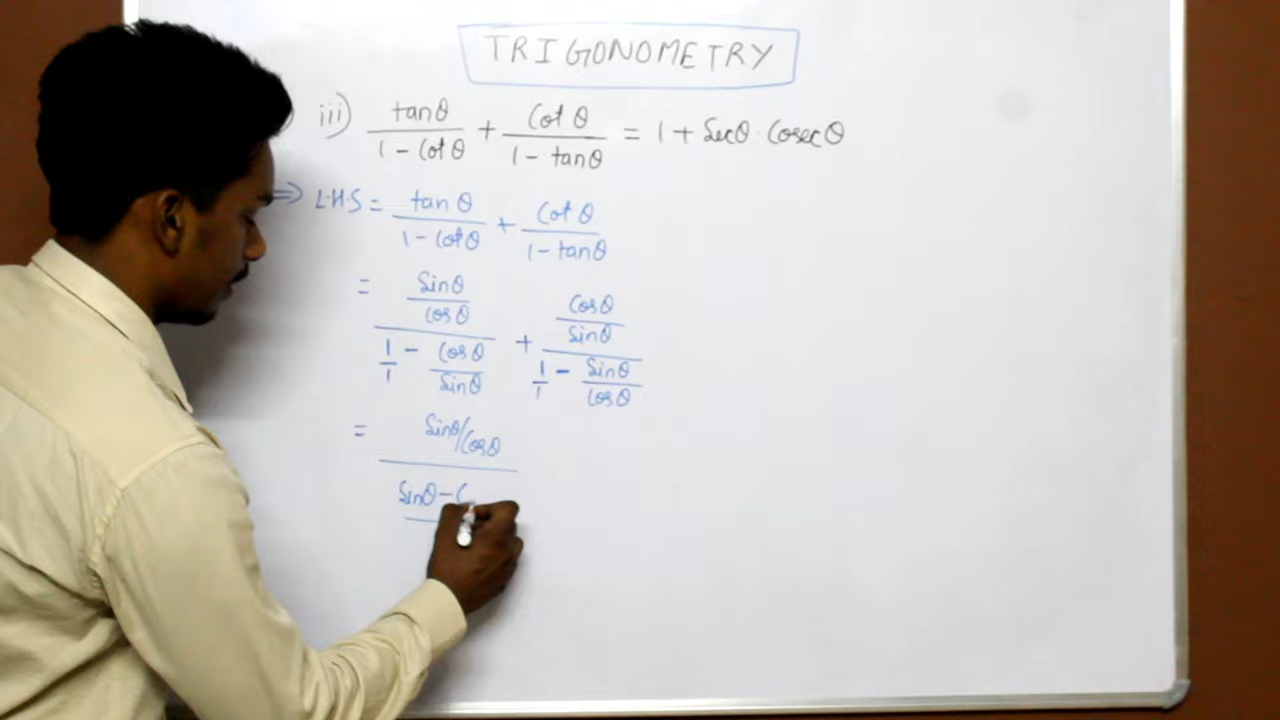 TRIGONOMETRY
iii) tanθ / (1 - Cotθ) + Cotθ / (1 - tanθ) = 1 + Secθ · Cosecθ
⇒ L.H.S = tanθ / (1 - Cotθ) + Cotθ / (1 - tanθ)
= (Sinθ / Cosθ) / (1/1 - Cosθ / Sinθ) + (Cosθ / Sinθ) / (1/1 - Sinθ / Cosθ)
= Sinθ/Cosθ
Sinθ - C